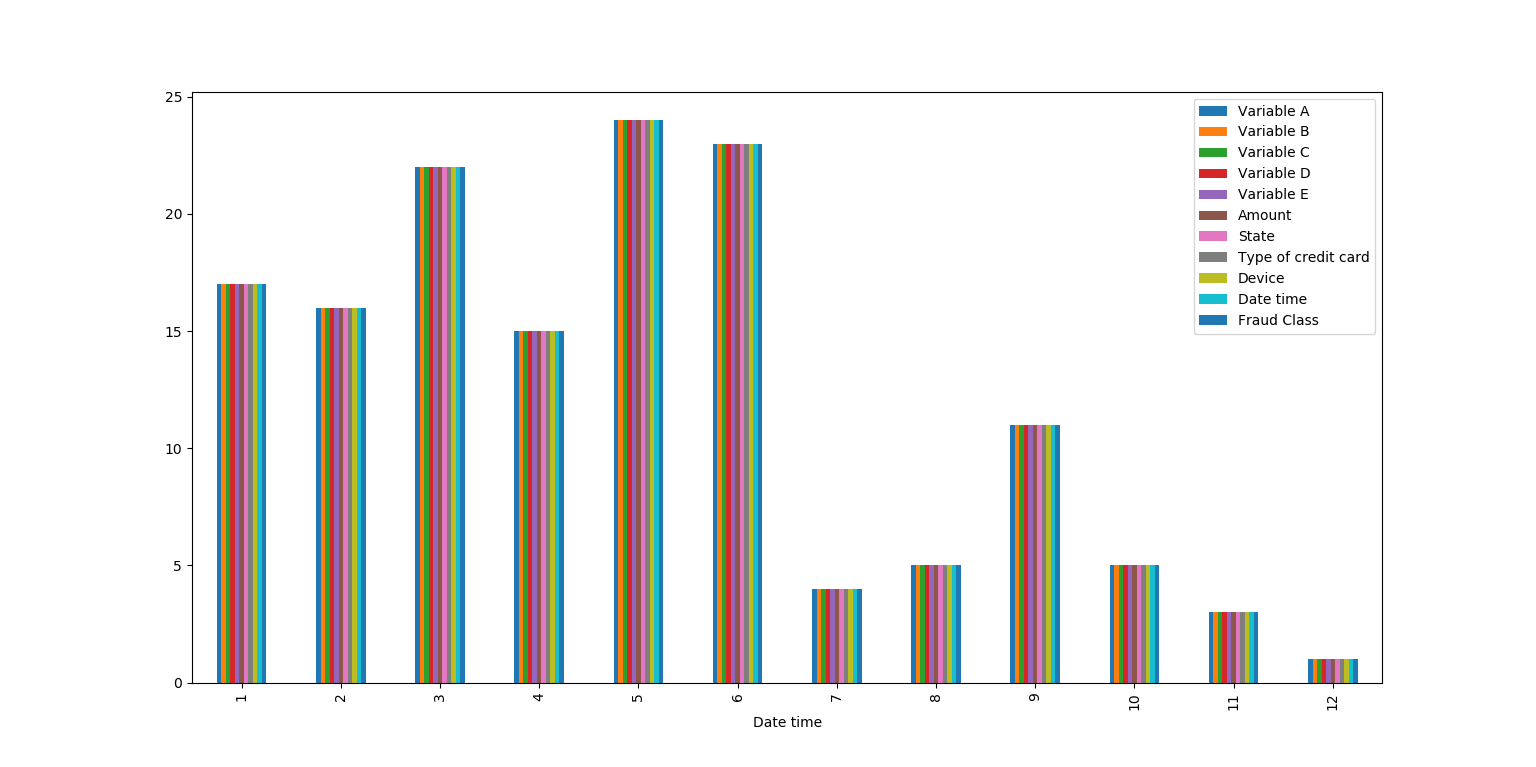 25
20
15
10
5
0
Variable A
Variable B
Variable C
Variable D
Variable E
Amount
State
Type of credit card
Device
Date time
Fraud Class
1 2 3 4 5 6 7 8 9 10 11 12
Date time